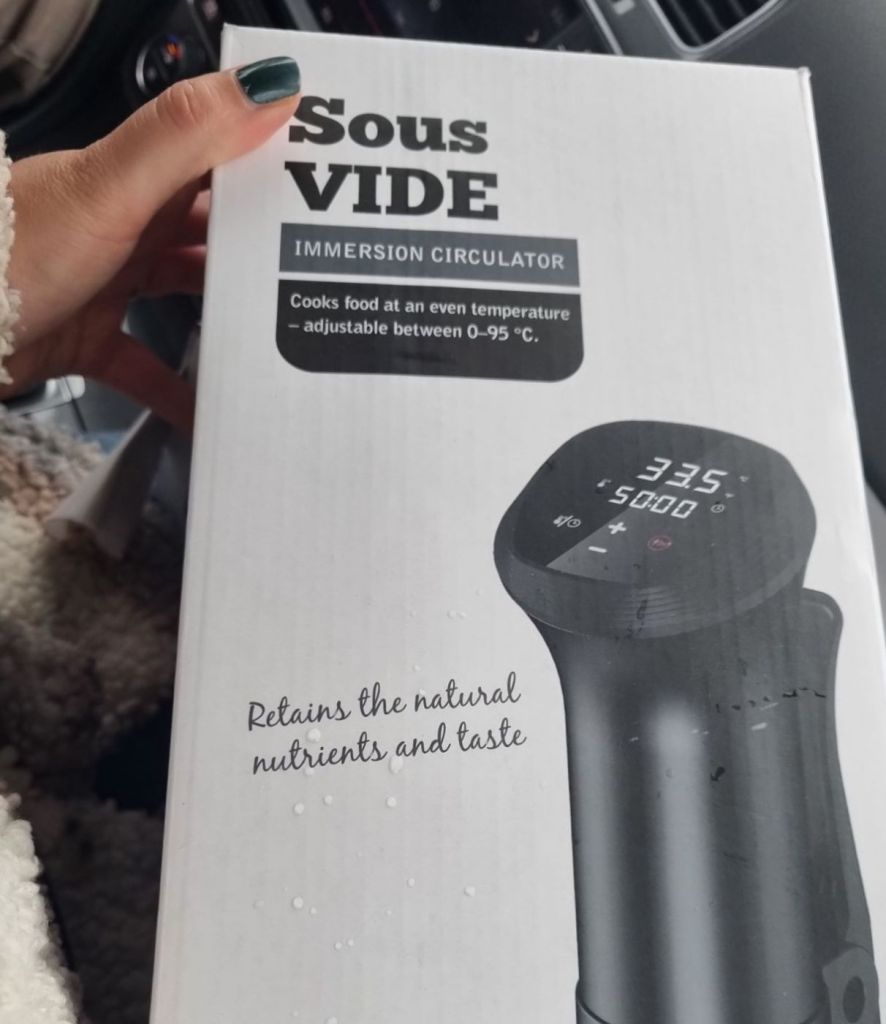 Sous
VIDE
IMMERSION CIRCULATOR
Cooks food at an even temperature
– adjustable between 0–95 °C.
33.5
50:00
+
−
Retains the natural
nutrients and taste